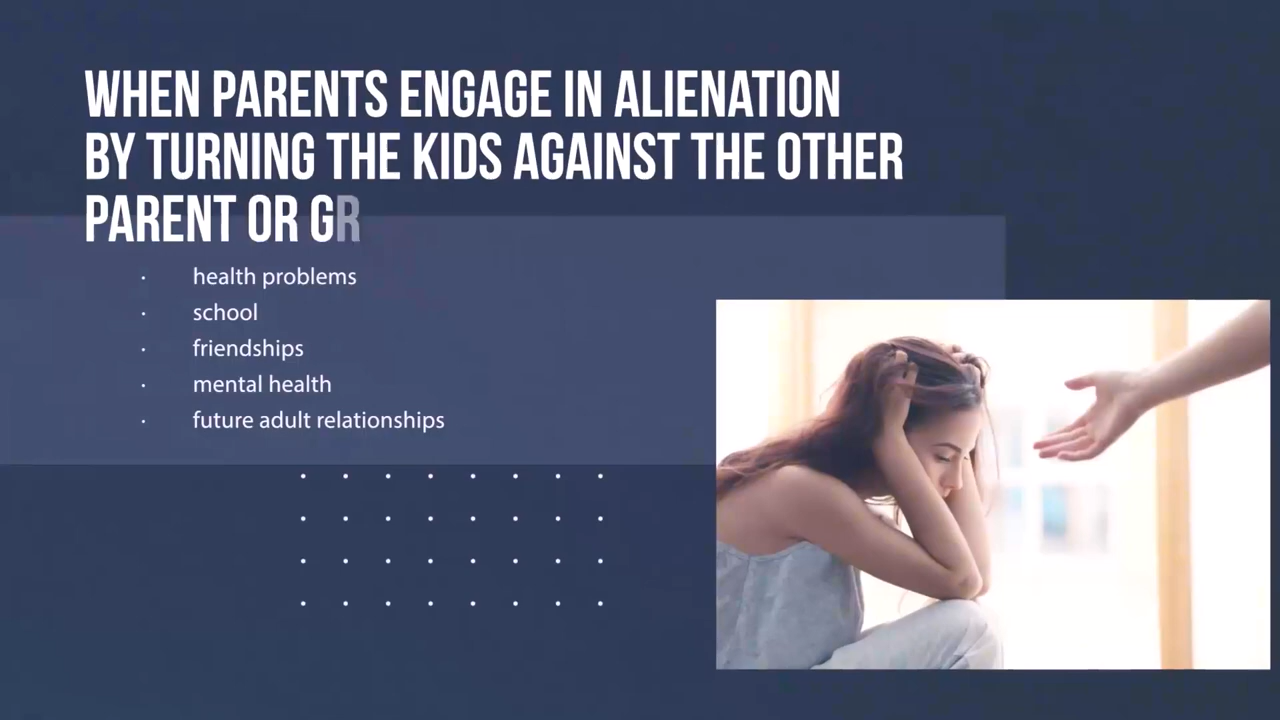 WHEN PARENTS ENGAGE IN ALIENATION
BY TURNING THE KIDS AGAINST THE OTHER
PARENT OR GR
· health problems
· school
· friendships
· mental health
· future adult relationships